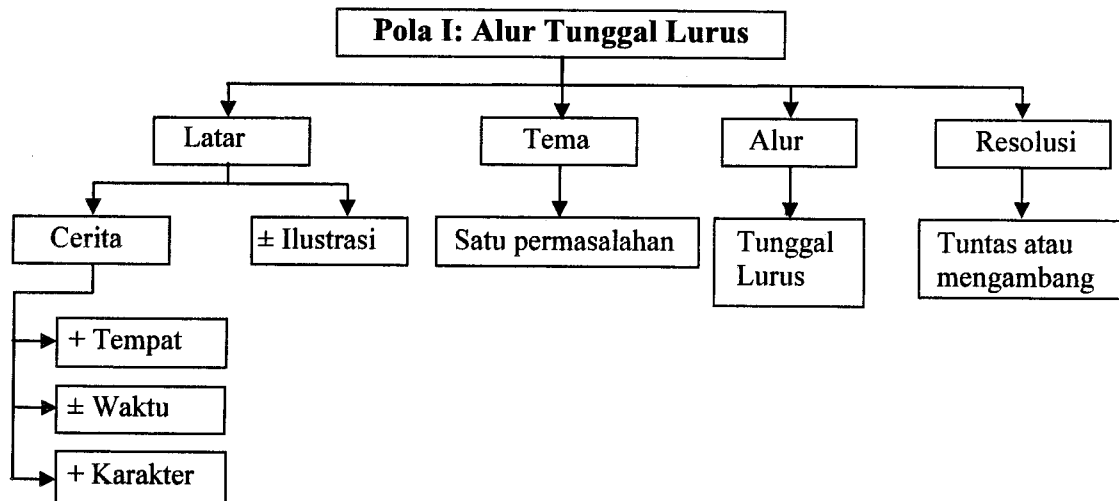 Pola I: Alur Tunggal Lurus
Latar
Tema
Alur
Resolusi
Cerita
± Ilustrasi
Satu permasalahan
Tunggal
Lurus
Tuntas atau
mengambang
+ Tempat
± Waktu
+ Karakter